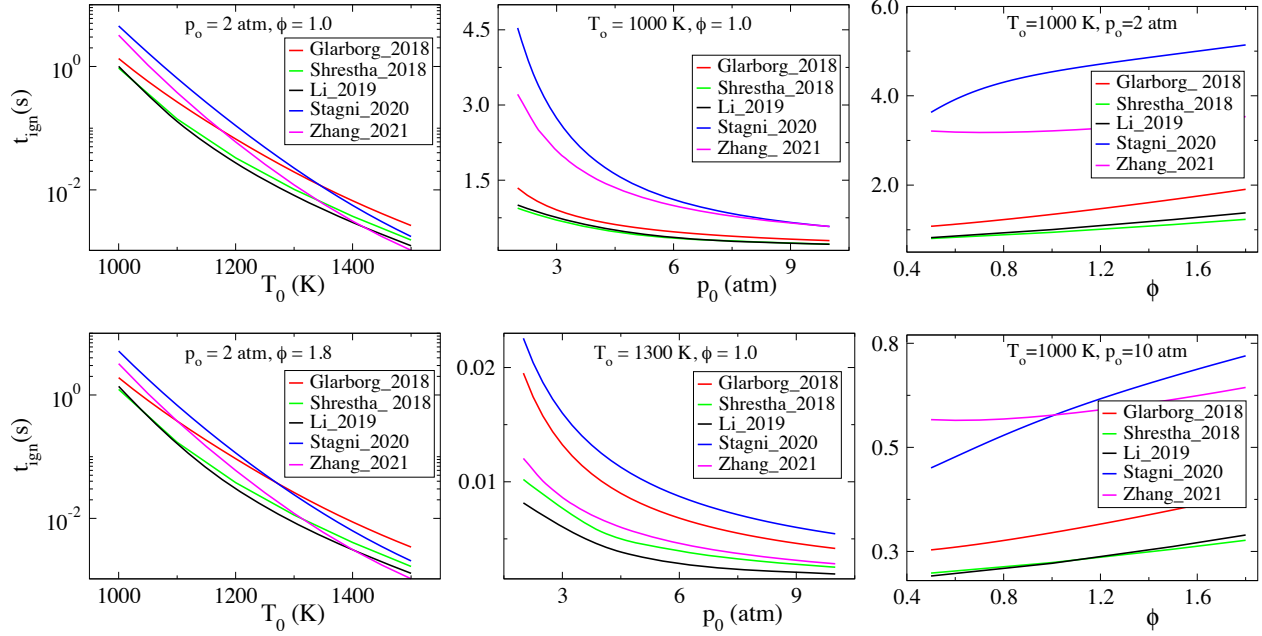 p_o = 2 atm, ϕ = 1.0
Glarborg_2018
Shrestha_2018
Li_2019
Stagni_2020
Zhang_2021
10^0
10^-2
t_ign(s)
1000 1200 1400
T_0 (K)
T_o = 1000 K, ϕ = 1.0
Glarborg_2018
Shrestha_2018
Li_2019
Stagni_2020
Zhang_ 2021
4.5
3.0
1.5
3 6 9
p_0 (atm)
T_o=1000 K, p_o=2 atm
Glarborg_ 2018
Shrestha_2018
Li_2019
Stagni_2020
Zhang_2021
6.0
4.0
2.0
0.4 0.8 1.2 1.6
ϕ
p_o = 2 atm, ϕ = 1.8
Glarborg_2018
Shrestha_ 2018
Li_2019
Stagni_2020
Zhang_2021
10^0
10^-2
t_ign(s)
1000 1200 1400
T_0 (K)
T_o = 1300 K, ϕ = 1.0
Glarborg_2018
Shrestha_2018
Li_2019
Stagni_2020
Zhang_2021
0.02
0.01
3 6 9
p_0 (atm)
T_o=1000 K, p_o=10 atm
Glarborg_2018
Shrestha_2018
Li_2019
Stagni_2020
Zhang_2021
0.8
0.5
0.3
0.4 0.8 1.2 1.6
ϕ